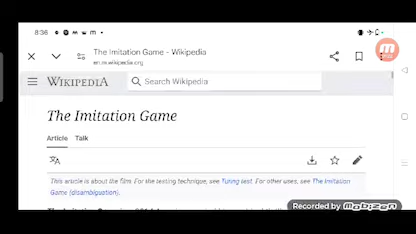 8:36
The Imitation Game - Wikipedia
en.m.wikipedia.org
WIKIPEDIA
Search Wikipedia
The Imitation Game
Article Talk
This article is about the film. For the testing technique, see Turing test. For other uses, see The Imitation
Game (disambiguation).
Recorded by MOBIZEN